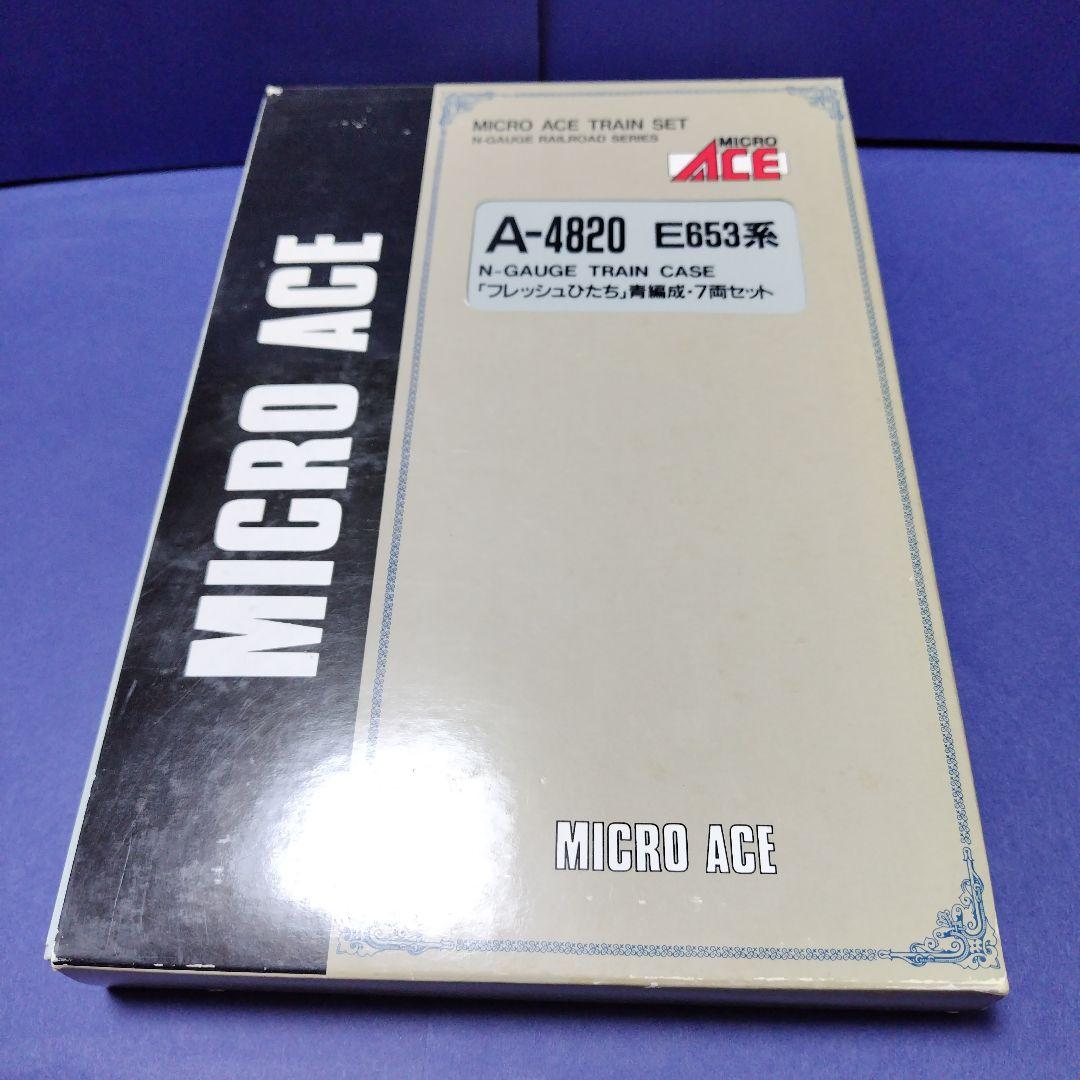 MICRO ACE
MICRO ACE TRAIN SET
N-GAUGE RAILROAD SERIES
MICRO
ACE
A-4820 E653系
N-GAUGE TRAIN CASE
「フレッシュひたち」青編成・7両セット
MICRO ACE